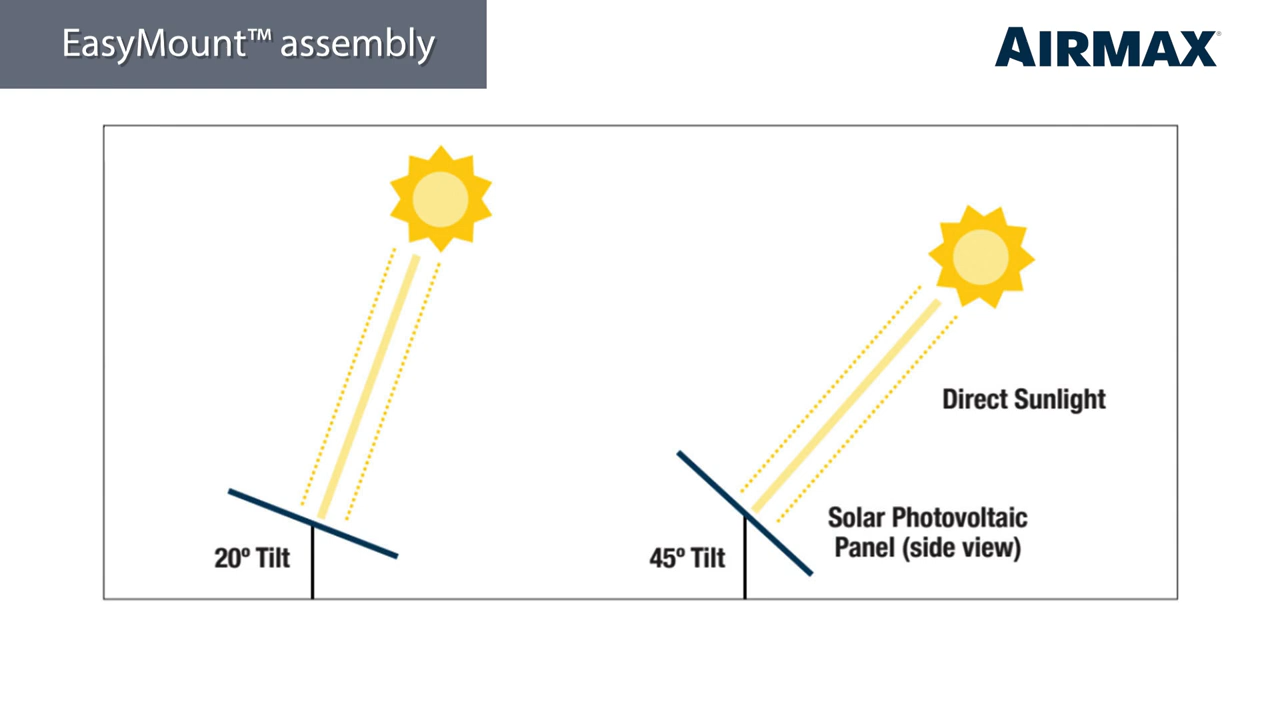 EasyMount™ assembly
AIRMAX®
Direct Sunlight
Solar Photovoltaic
Panel (side view)
20º Tilt
45º Tilt